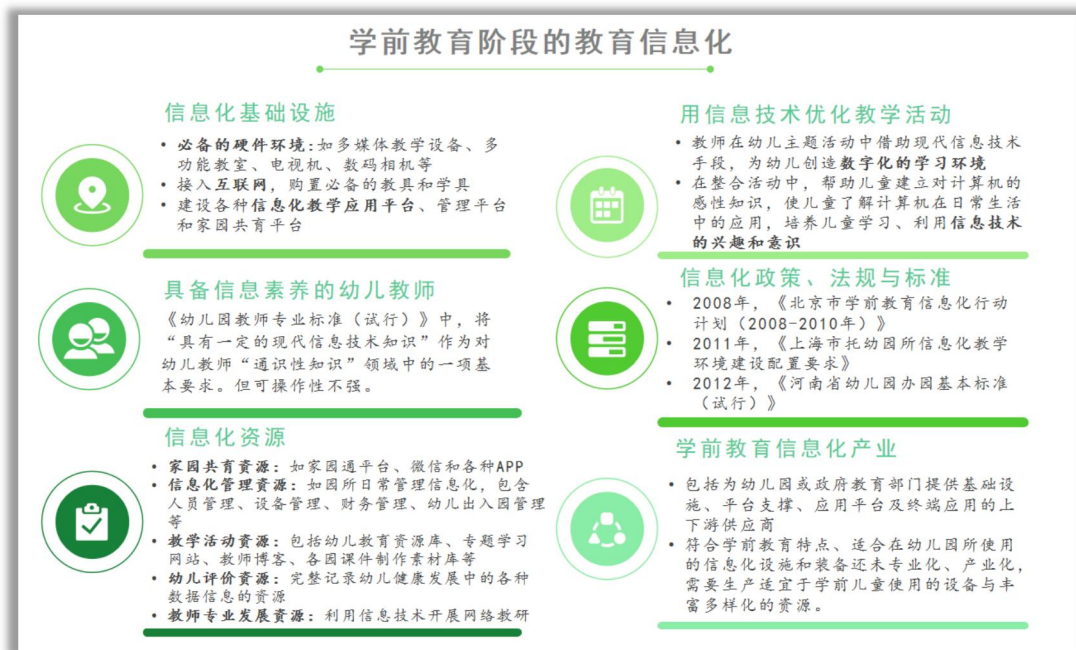 学前教育阶段的教育信息化
信息化基础设施
• 必备的硬件环境:如多媒体教学设备、多
功能教室、电视机、数码相机等
• 接入互联网，购置必备的教具和学具
• 建设各种信息化教学应用平台、管理平台
和家园共育平台
具备信息素养的幼儿教师
《幼儿园教师专业标准（试行）》中，将
“具有一定的现代信息技术知识”作为对
幼儿教师“通识性知识”领域中的一项基
本要求。但可操作性不强。
信息化资源
• 家园共育资源：如家园通平台、微信和各种APP
• 信息化管理资源：如园所日常管理信息化，包含
人员管理、设备管理、财务管理、幼儿出入园管理
等
• 教学活动资源：包括幼儿教育资源库、专题学习
网站、教师博客、各园课件制作素材库等
• 幼儿评价资源：完整记录幼儿健康发展中的各种
数据信息的资源
• 教师专业发展资源：利用信息技术开展网络教研
用信息技术优化教学活动
• 教师在幼儿主题活动中借助现代信息技术
手段，为幼儿创造数字化的学习环境
• 在整合活动中，帮助儿童建立对计算机的
感性知识，使儿童了解计算机在日常生活
中的应用，培养儿童学习、利用信息技术
的兴趣和意识
信息化政策、法规与标准
• 2008年，《北京市学前教育信息化行动
计划（2008-2010年）》
• 2011年，《上海市托幼园所信息化教学
环境建设配置要求》
• 2012年，《河南省幼儿园办园基本标准
（试行）》
学前教育信息化产业
• 包括为幼儿园或政府教育部门提供基础设
施、平台支撑、应用平台及终端应用的上
下游供应商
• 符合学前教育特点、适合在幼儿园所使用
的信息化设施和装备还未专业化、产业化，
需要生产适宜于学前儿童使用的设备与丰
富多样化的资源。